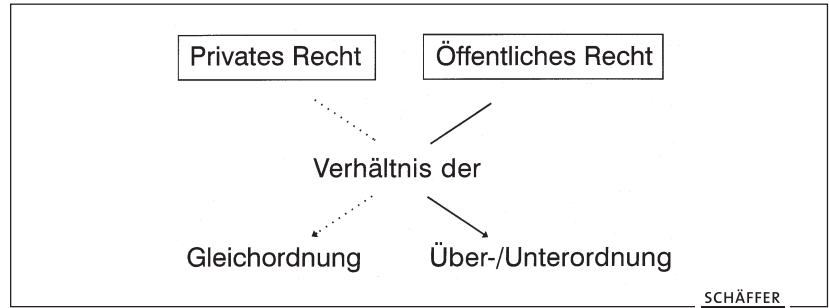 Privates Recht Öffentliches Recht
Verhältnis der
Gleichordnung Über-/Unterordnung
SCHÄFFER